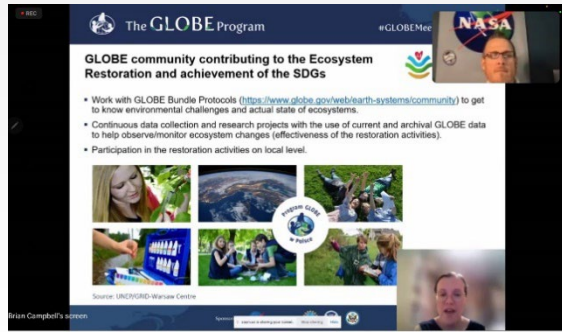 REC
The GLOBE Program
#GLOBEMee
NASA
GLOBE community contributing to the Ecosystem
Restoration and achievement of the SDGs
▪ Work with GLOBE Bundle Protocols (https://www.globe.gov/web/earth-systems/community) to get
to know environmental challenges and actual state of ecosystems.
▪ Continuous data collection and research projects with the use of current and archival GLOBE data
to help observe/monitor ecosystem changes (effectiveness of the restoration activities).
▪ Participation in the restoration activities on local level.
Program GLOBE
w Polsce
Source: UNEP/GRID-Warsaw Centre
Brian Campbell's screen